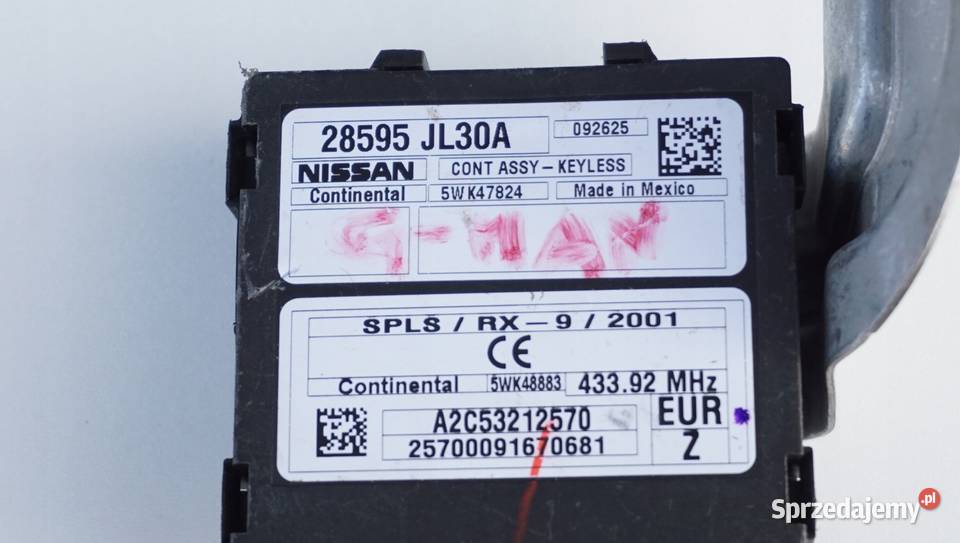 28595 JL30A
092625
NISSAN
CONT ASSY-KEYLESS
Continental
5WK47824
Made in Mexico
SPLS / RX-9 / 2001
CE
Continental
5WK48883
433.92 MHz
A2C53212570
EUR
25700091670681
Z
Sprzedajemy.pl